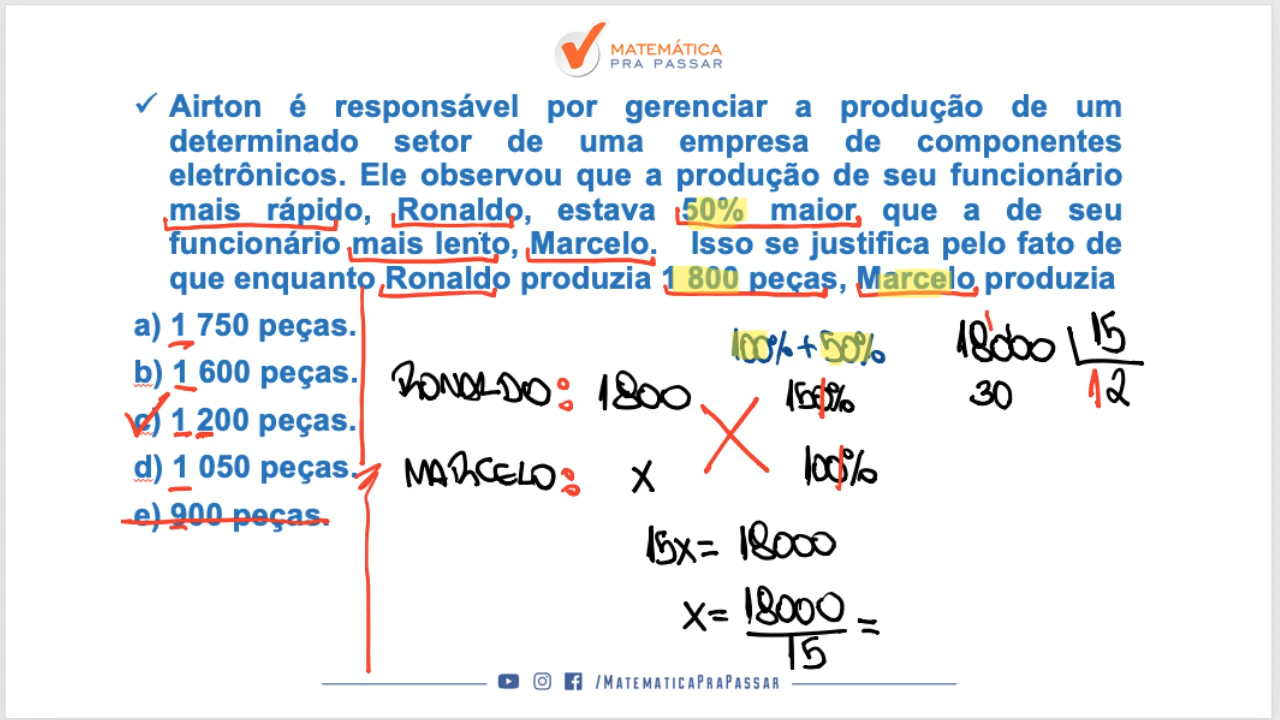 MATEMÁTICA
PRA PASSAR
✓ Airton é responsável por gerenciar a produção de um
determinado setor de uma empresa de componentes
eletrônicos. Ele observou que a produção de seu funcionário
mais rápido, Ronaldo, estava 50% maior, que a de seu
funcionário mais lento, Marcelo. Isso se justifica pelo fato de
que enquanto Ronaldo produzia 1 800 peças, Marcelo produzia
a) 1 750 peças.
b) 1 600 peças.
c) 1 200 peças.
d) 1 050 peças.
e) 900 peças.
100% + 50%
RONALDO: 1800 150%
MARCELO: X 100%
15x = 18000
x = 18000/15 =
18000 15
30 12
/MATEMATICAPRAPASSAR